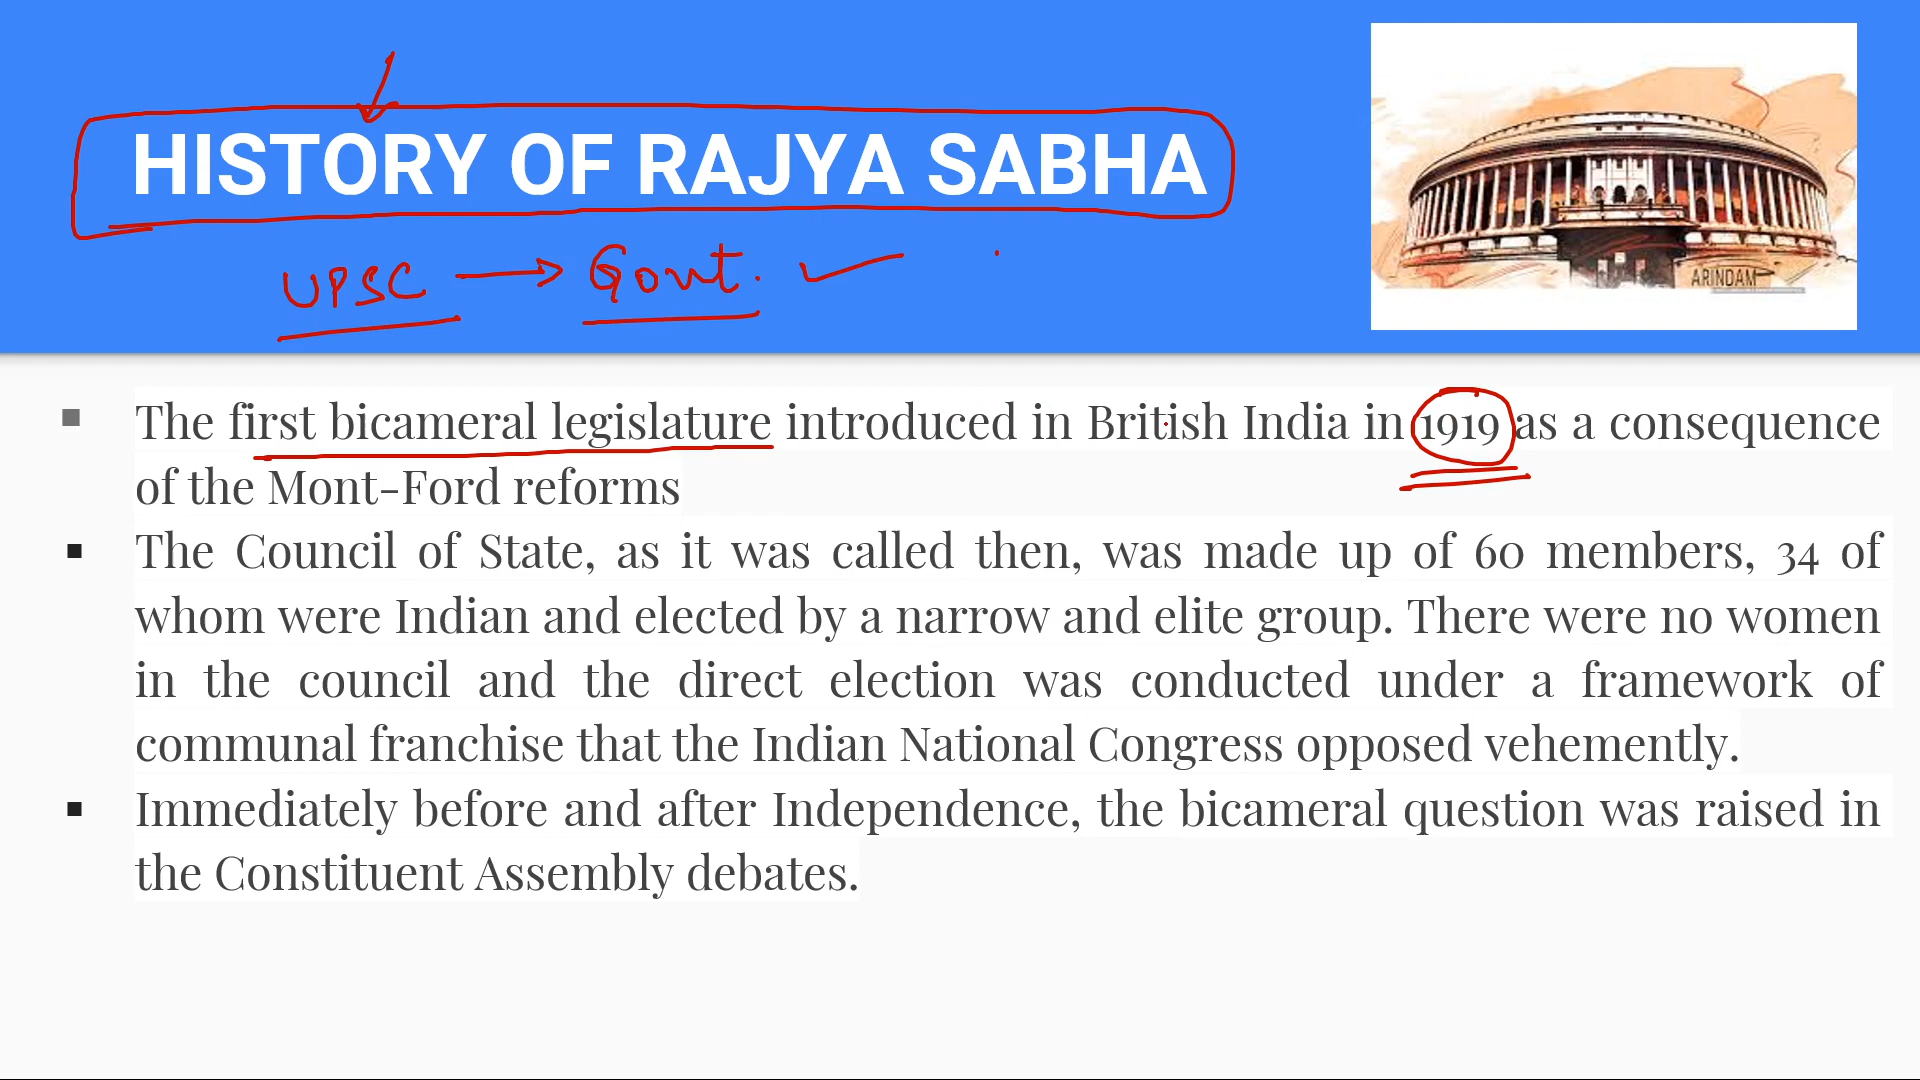 HISTORY OF RAJYA SABHA
UPSC → Govt. ✓
ARINDAM
▪ The first bicameral legislature introduced in British India in 1919 as a consequence
of the Mont-Ford reforms
▪ The Council of State, as it was called then, was made up of 60 members, 34 of
whom were Indian and elected by a narrow and elite group. There were no women
in the council and the direct election was conducted under a framework of
communal franchise that the Indian National Congress opposed vehemently.
▪ Immediately before and after Independence, the bicameral question was raised in
the Constituent Assembly debates.